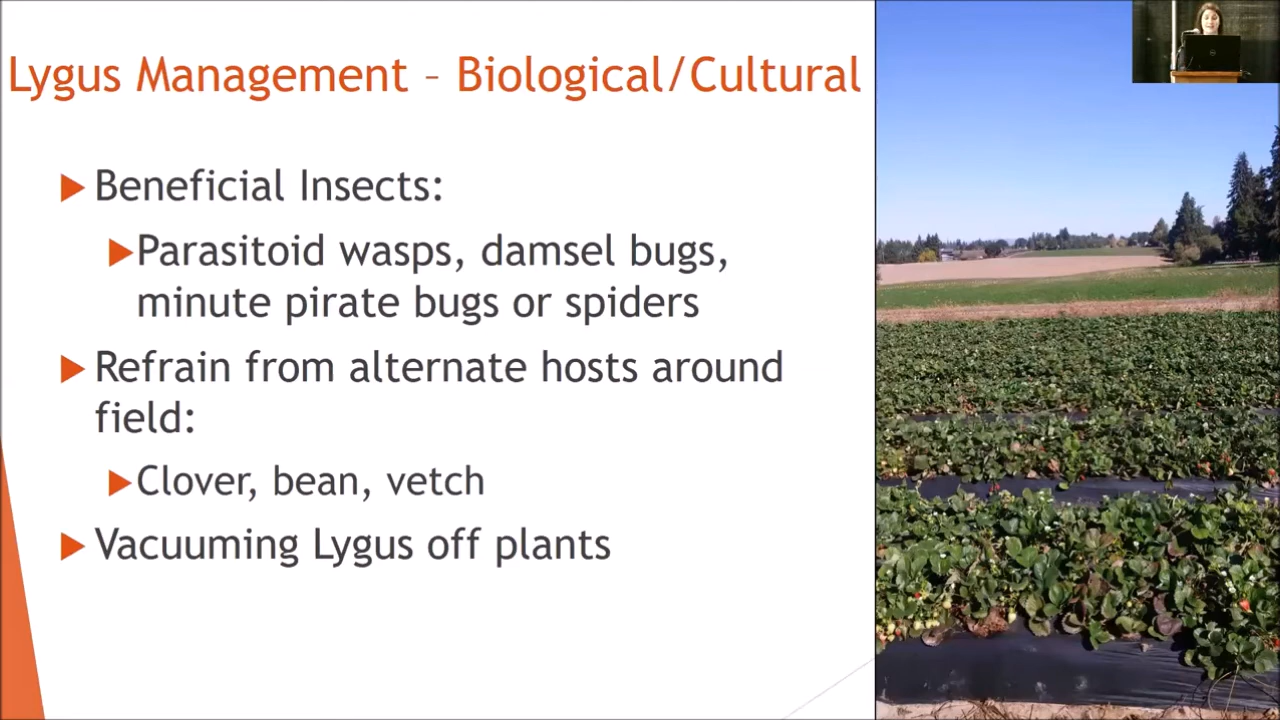 Lygus Management – Biological/Cultural
Beneficial Insects:
Parasitoid wasps, damsel bugs,
minute pirate bugs or spiders
Refrain from alternate hosts around
field:
Clover, bean, vetch
Vacuuming Lygus off plants